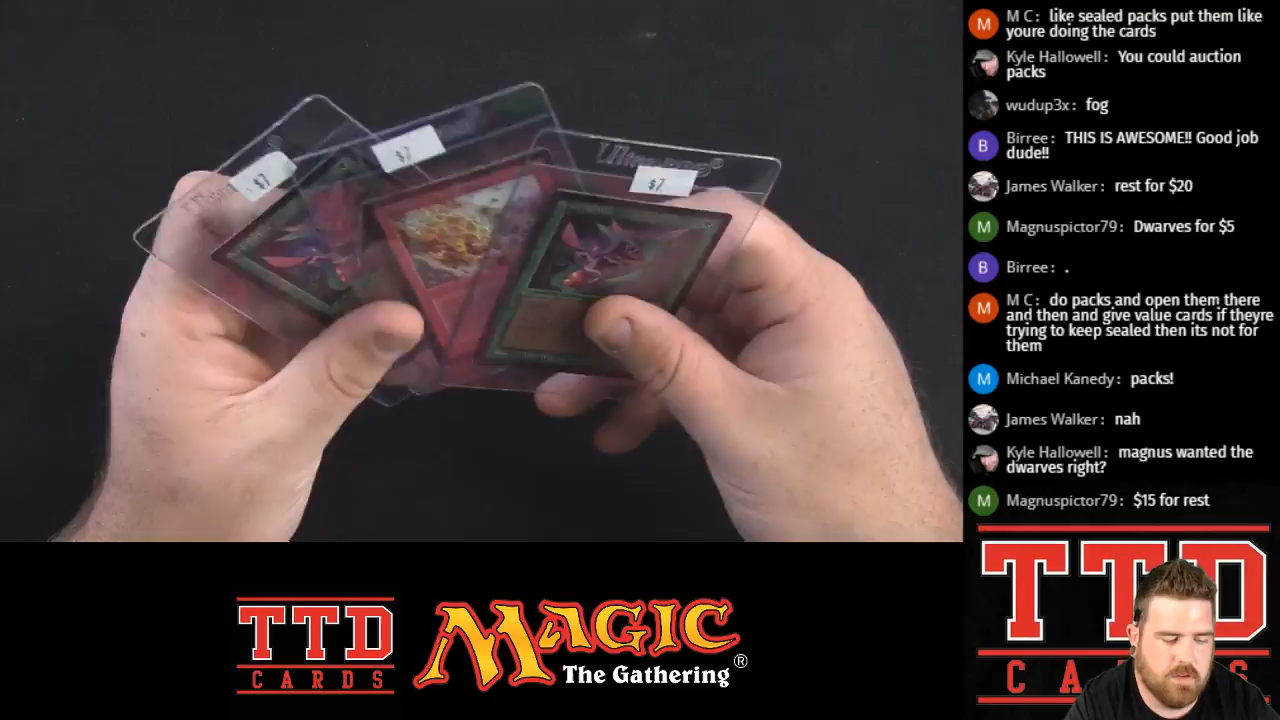 $7
$7
$7
M C: like sealed packs put them like
youre doing the cards
Kyle Hallowell: You could auction
packs
wudup3x: fog
Birree: THIS IS AWESOME!! Good job
dude!!
James Walker: rest for $20
Magnuspictor79: Dwarves for $5
Birree: .
M C: do packs and open them there
and then and give value cards if theyre
trying to keep sealed then its not for
them
Michael Kanedy: packs!
James Walker: nah
Kyle Hallowell: magnus wanted the
dwarves right?
Magnuspictor79: $15 for rest
TTD
CARDS
MAGIC
The Gathering®
TTD